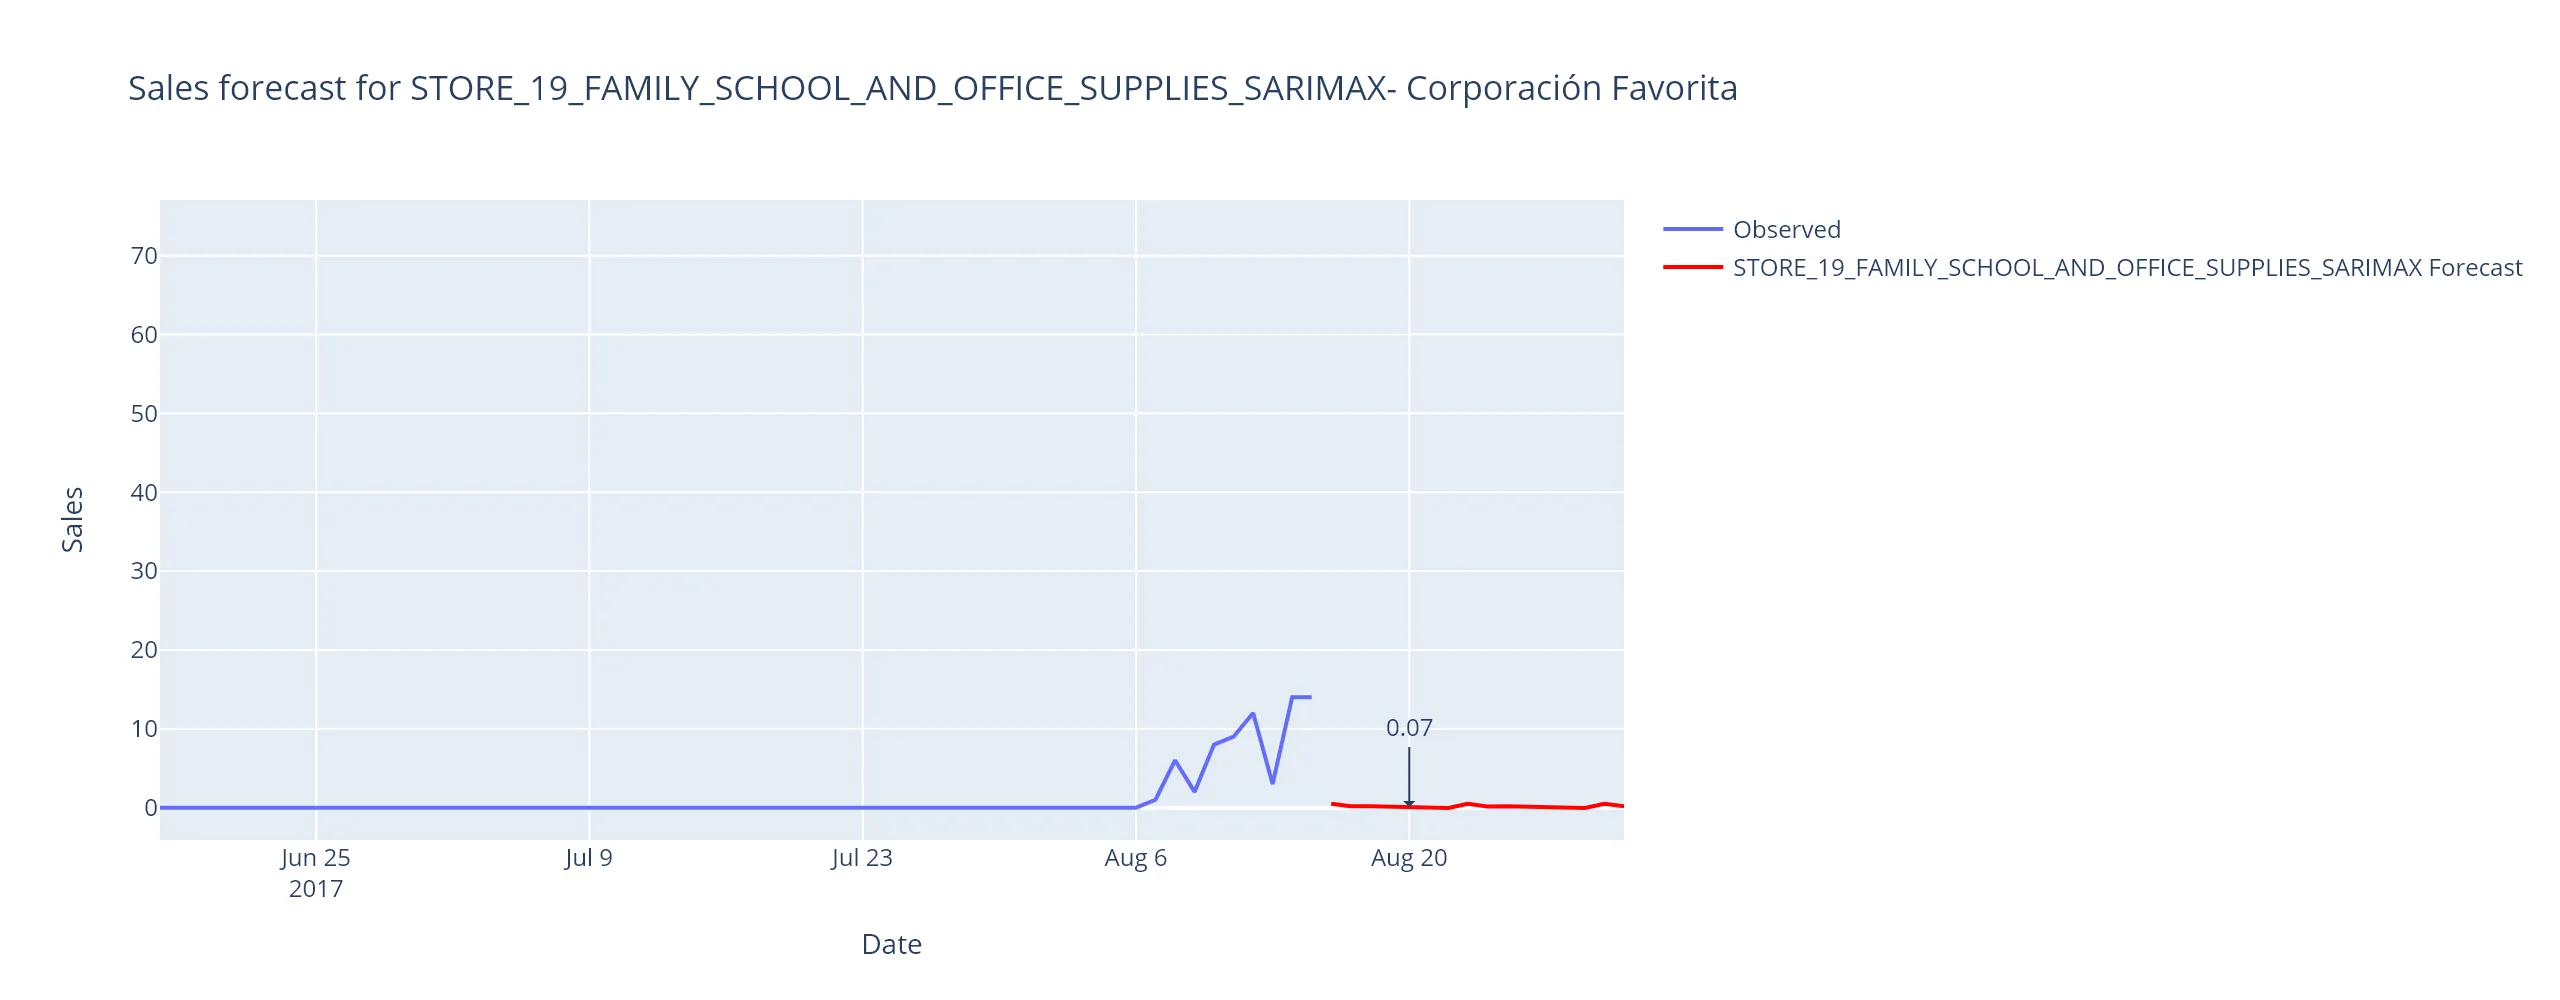 Sales forecast for STORE_19_FAMILY_SCHOOL_AND_OFFICE_SUPPLIES_SARIMAX- Corporación Favorita
Observed
STORE_19_FAMILY_SCHOOL_AND_OFFICE_SUPPLIES_SARIMAX Forecast
Sales
70
60
50
40
30
20
10
0
0.07
Jun 25
2017
Jul 9
Jul 23
Aug 6
Aug 20
Date